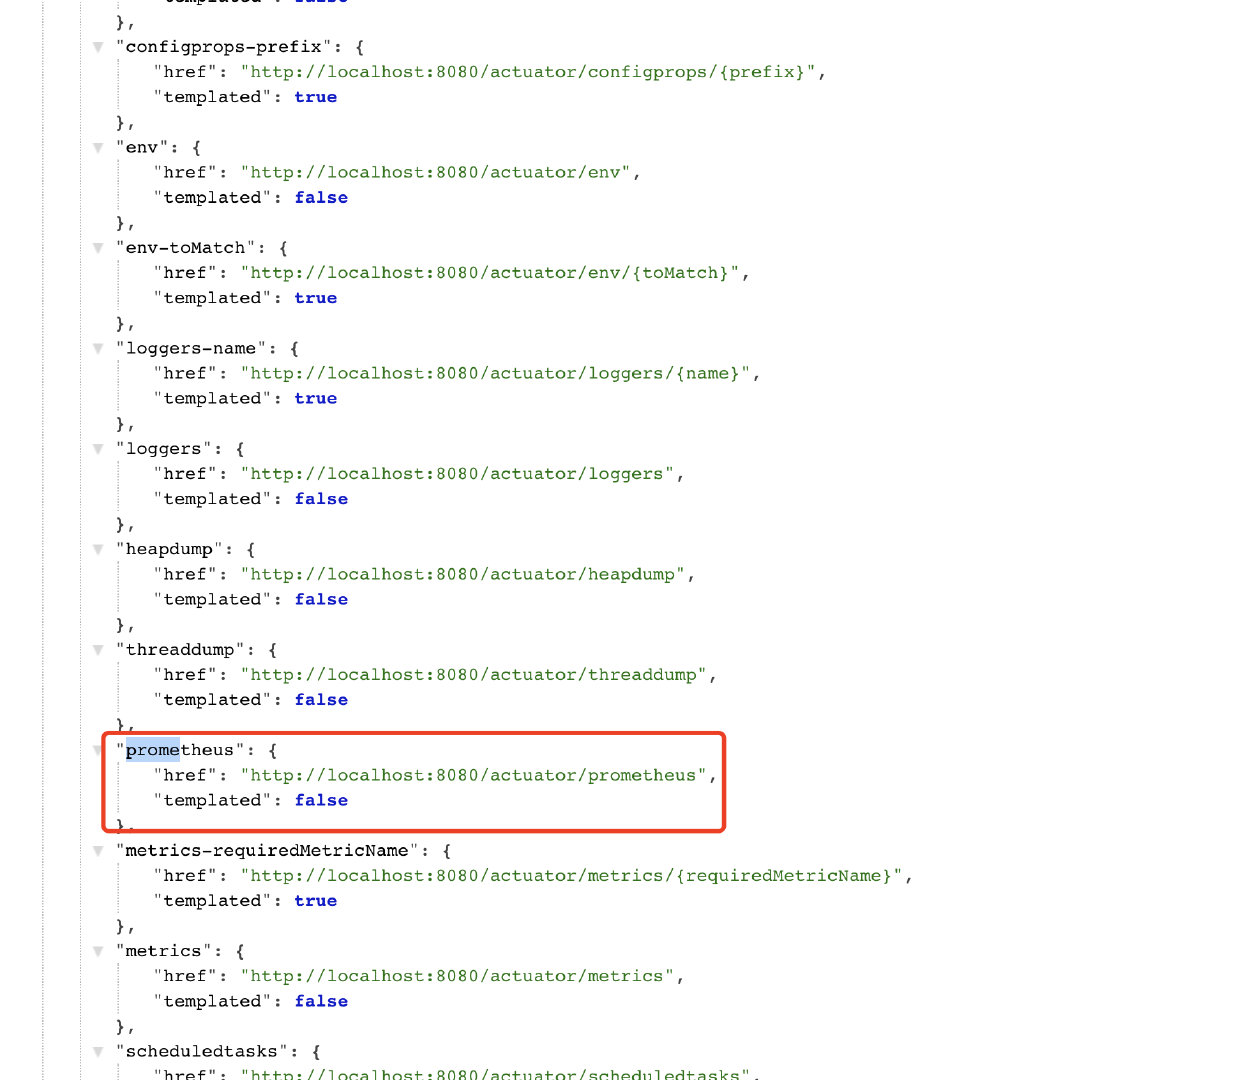 "templated": false
},
"configprops-prefix": {
"href": "http://localhost:8080/actuator/configprops/{prefix}",
"templated": true
},
"env": {
"href": "http://localhost:8080/actuator/env",
"templated": false
},
"env-toMatch": {
"href": "http://localhost:8080/actuator/env/{toMatch}",
"templated": true
},
"loggers-name": {
"href": "http://localhost:8080/actuator/loggers/{name}",
"templated": true
},
"loggers": {
"href": "http://localhost:8080/actuator/loggers",
"templated": false
},
"heapdump": {
"href": "http://localhost:8080/actuator/heapdump",
"templated": false
},
"threaddump": {
"href": "http://localhost:8080/actuator/threaddump",
"templated": false
},
"prometheus": {
"href": "http://localhost:8080/actuator/prometheus",
"templated": false
},
"metrics-requiredMetricName": {
"href": "http://localhost:8080/actuator/metrics/{requiredMetricName}",
"templated": true
},
"metrics": {
"href": "http://localhost:8080/actuator/metrics",
"templated": false
},
"scheduledtasks": {
"href": "http://localhost:8080/actuator/scheduledtasks",